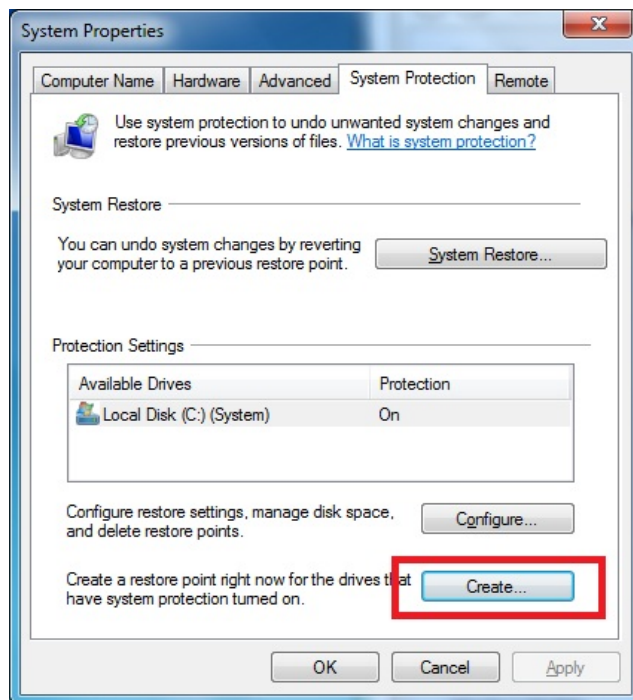 System Properties
Computer Name Hardware Advanced System Protection Remote
Use system protection to undo unwanted system changes and
restore previous versions of files. What is system protection?
System Restore
You can undo system changes by reverting
your computer to a previous restore point.
System Restore...
Protection Settings
Available Drives Protection
Local Disk (C:) (System) On
Configure restore settings, manage disk space,
and delete restore points.
Configure...
Create a restore point right now for the drives that
have system protection turned on.
Create...
OK Cancel Apply